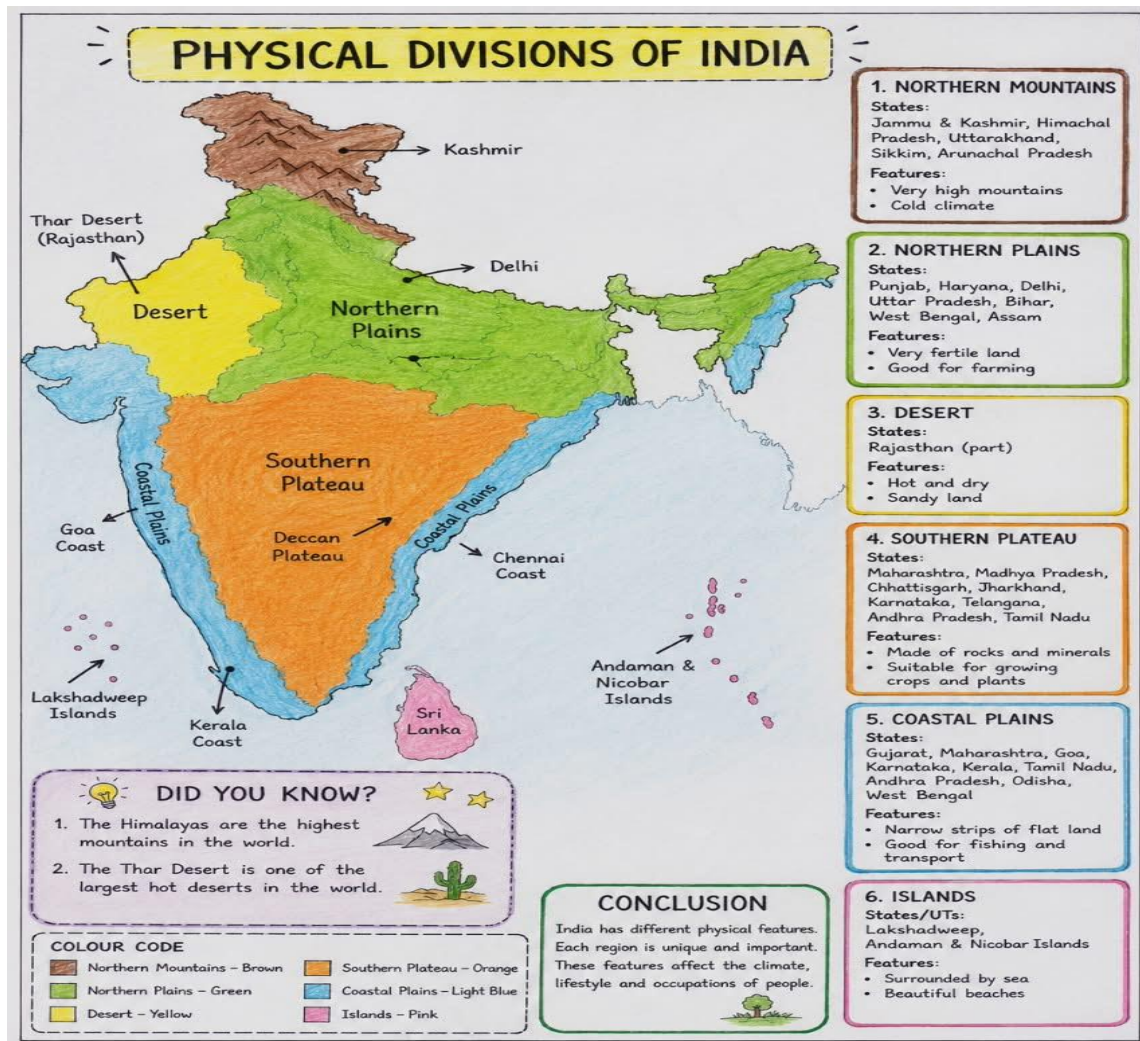 PHYSICAL DIVISIONS OF INDIA
Kashmir
Thar Desert
(Rajasthan)
Delhi
Desert
Northern
Plains
Southern
Plateau
Coastal Plains
Coastal Plains
Deccan
Plateau
Goa
Coast
Chennai
Coast
Lakshadweep
Islands
Kerala
Coast
Sri
Lanka
Andaman &
Nicobar
Islands
1. NORTHERN MOUNTAINS
States:
Jammu & Kashmir, Himachal
Pradesh, Uttarakhand,
Sikkim, Arunachal Pradesh
Features:
• Very high mountains
• Cold climate
2. NORTHERN PLAINS
States:
Punjab, Haryana, Delhi,
Uttar Pradesh, Bihar,
West Bengal, Assam
Features:
• Very fertile land
• Good for farming
3. DESERT
States:
Rajasthan (part)
Features:
• Hot and dry
• Sandy land
4. SOUTHERN PLATEAU
States:
Maharashtra, Madhya Pradesh,
Chhattisgarh, Jharkhand,
Karnataka, Telangana,
Andhra Pradesh, Tamil Nadu
Features:
• Made of rocks and minerals
• Suitable for growing
crops and plants
5. COASTAL PLAINS
States:
Gujarat, Maharashtra, Goa,
Karnataka, Kerala, Tamil Nadu,
Andhra Pradesh, Odisha,
West Bengal
Features:
• Narrow strips of flat land
• Good for fishing and
transport
6. ISLANDS
States/UTs:
Lakshadweep,
Andaman & Nicobar Islands
Features:
• Surrounded by sea
• Beautiful beaches
DID YOU KNOW?
1. The Himalayas are the highest
mountains in the world.
2. The Thar Desert is one of the
largest hot deserts in the world.
COLOUR CODE
Northern Mountains – Brown
Northern Plains – Green
Desert – Yellow
Southern Plateau – Orange
Coastal Plains – Light Blue
Islands – Pink
CONCLUSION
India has different physical features.
Each region is unique and important.
These features affect the climate,
lifestyle and occupations of people.